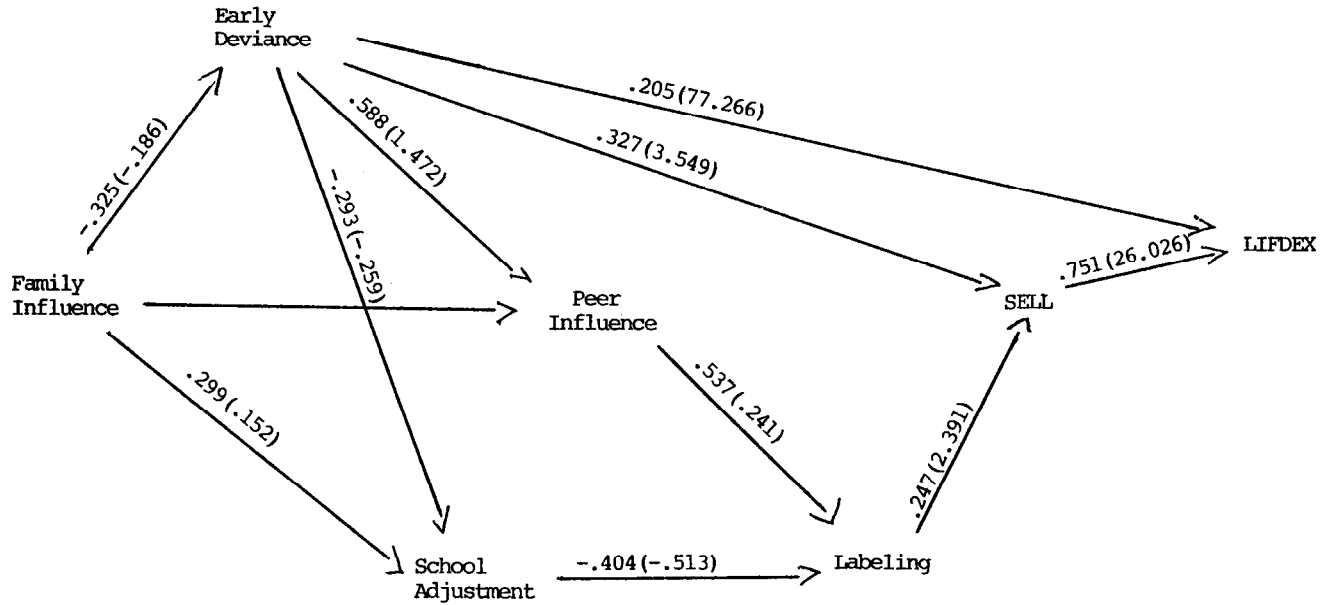 Early
Deviance
.205(77.266)
.588(1.472)
.327(3.549)
-.325(-.186)
-.293(-.259)
LIFDEX
.751(26.026)
Family
Influence
Peer
Influence
SELL
.299(.152)
.537(.241)
.247(2.391)
School
Adjustment
-.404(-.513)
Labeling